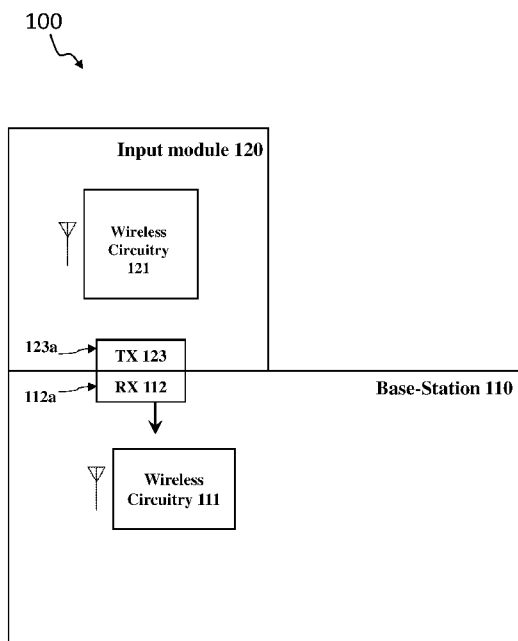 100
Input module 120
Wireless
Circuitry
121
123a
TX 123
112a
RX 112
Base-Station 110
Wireless
Circuitry 111